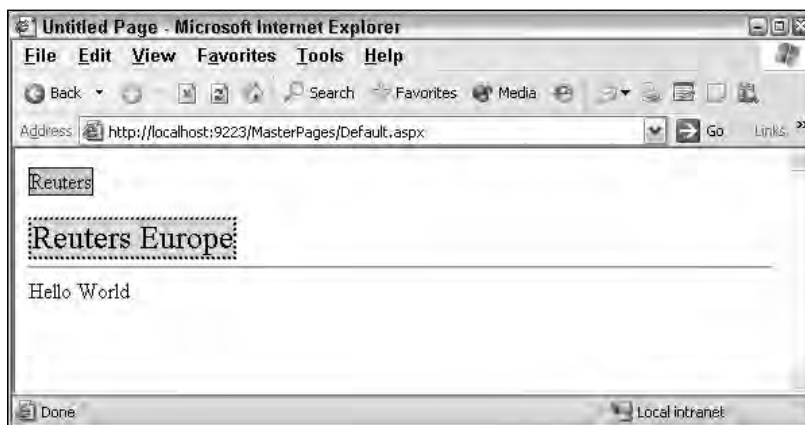 Untitled Page - Microsoft Internet Explorer
File Edit View Favorites Tools Help
Back Search Favorites Media
Address http://localhost:9223/MasterPages/Default.aspx Go Links »
Reuters
Reuters Europe
Hello World
Done Local intranet